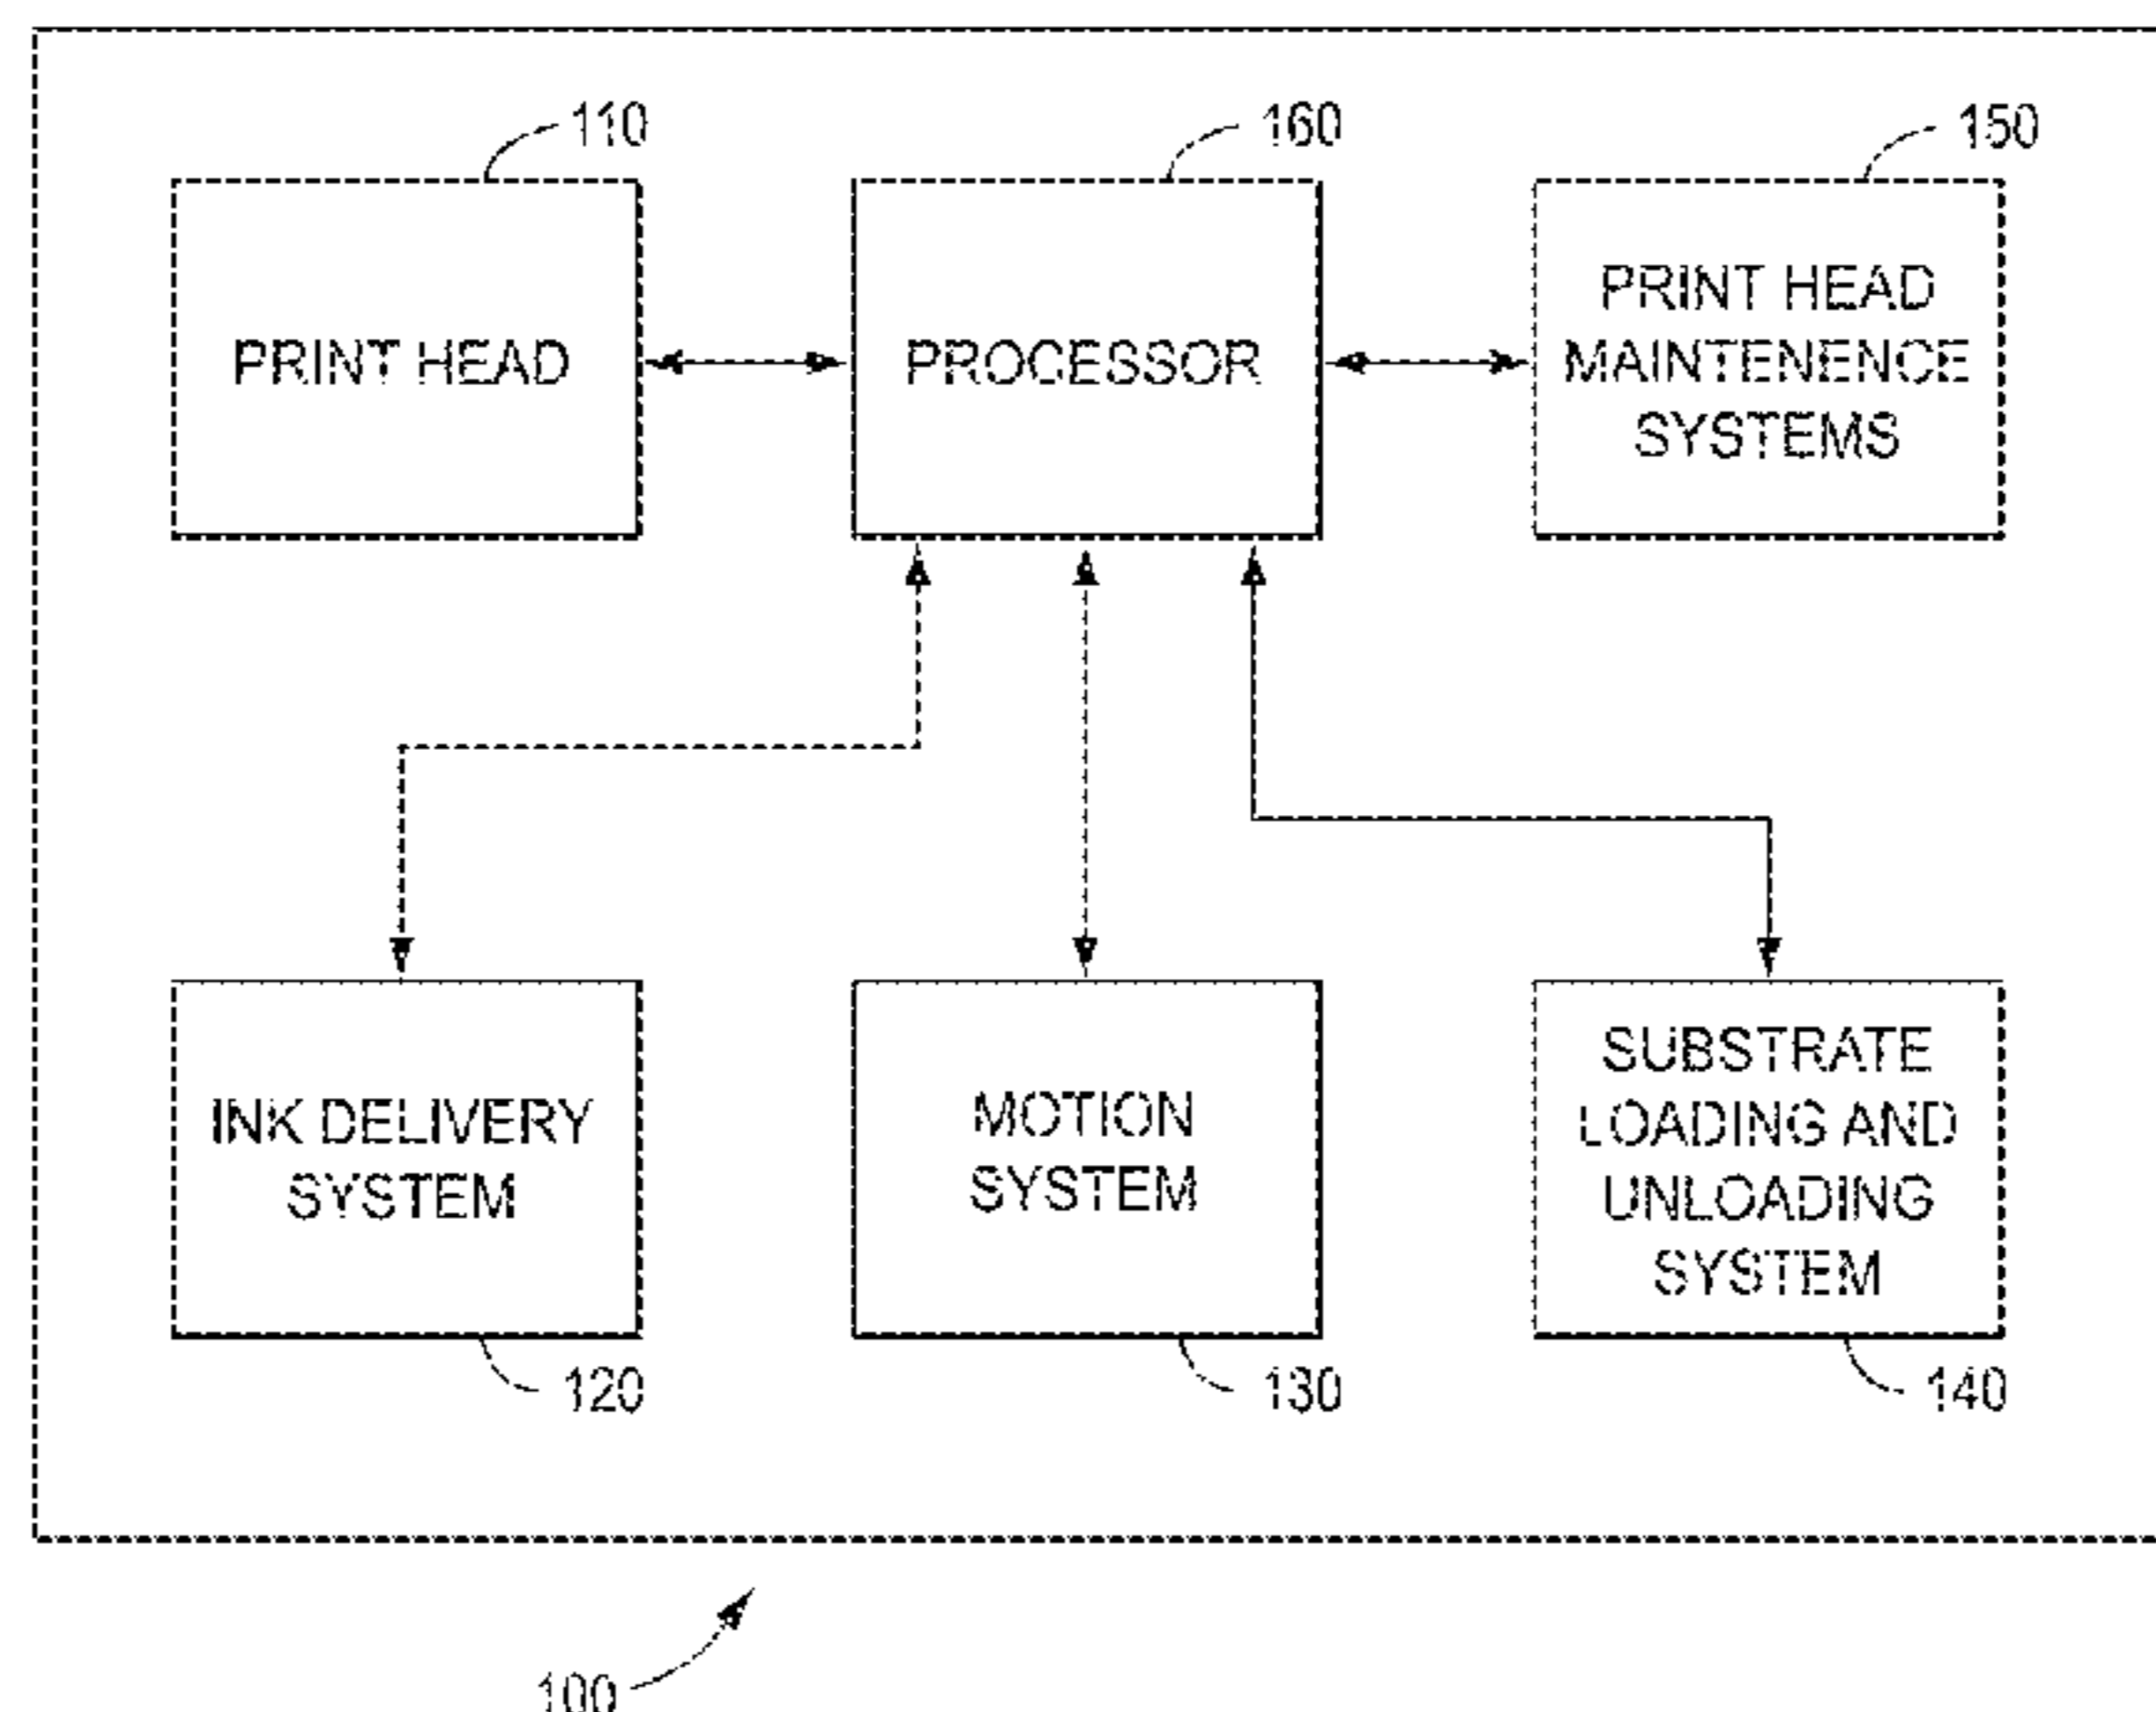 110
160
150
PRINT HEAD
PROCESSOR
PRINT HEAD
MAINTENENCE
SYSTEMS
INK DELIVERY
SYSTEM
MOTION
SYSTEM
SUBSTRATE
LOADING AND
UNLOADING
SYSTEM
120
130
140
100